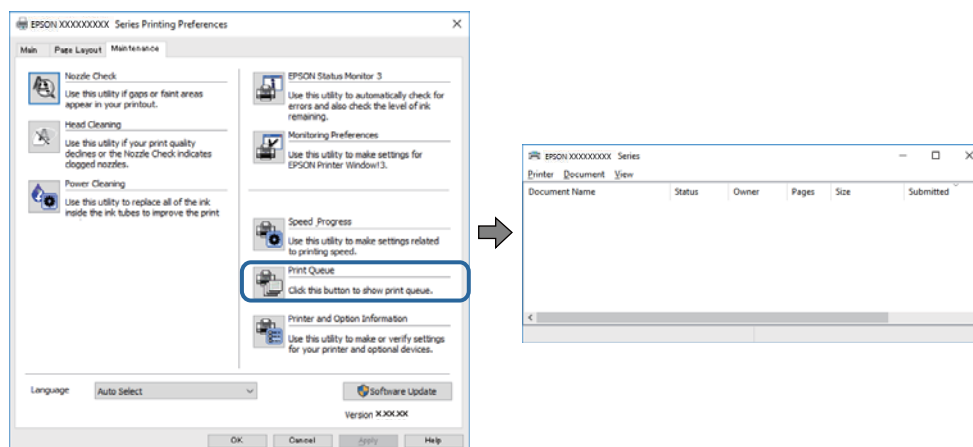 EPSON XXXXXXXXX Series Printing Preferences
Main Page Layout Maintenance
Nozzle Check
Use this utility if gaps or faint areas
appear in your printout.
Head Cleaning
Use this utility if your print quality
declines or the Nozzle Check indicates
clogged nozzles.
Power Cleaning
Use this utility to replace all of the ink
inside the ink tubes to improve the print
EPSON Status Monitor 3
Use this utility to automatically check for
errors and also check the level of ink
remaining.
Monitoring Preferences
Use this utility to make settings for
EPSON Printer Window!3.
Speed Progress
Use this utility to make settings related
to printing speed.
Print Queue
Click this button to show print queue.
Printer and Option Information
Use this utility to make or verify settings
for your printer and optional devices.
Language Auto Select
Software Update
Version X.XX.XX
OK Cancel Apply Help
EPSON XXXXXXXXX Series
Printer Document View
Document Name Status Owner Pages Size Submitted